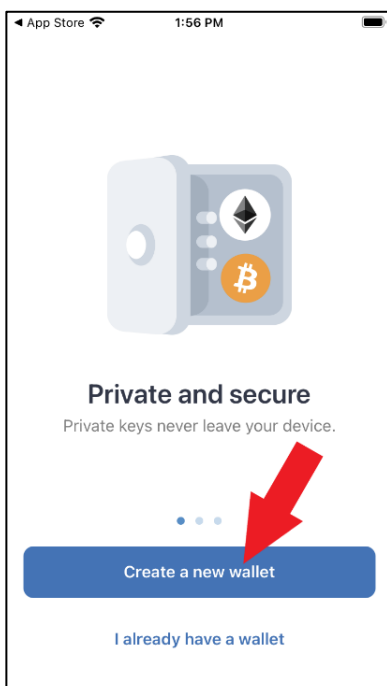 ◀ App Store 1:56 PM
Private and secure
Private keys never leave your device.
Create a new wallet
I already have a wallet